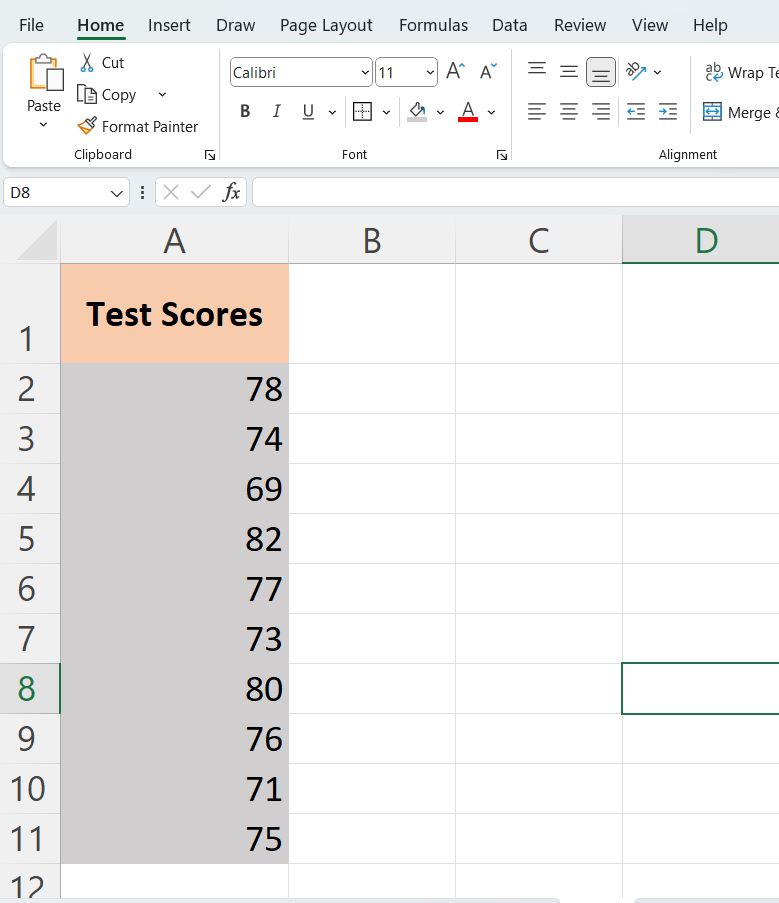 File Home Insert Draw Page Layout Formulas Data Review View Help
Paste
Cut
Copy
Format Painter
Clipboard
Calibri 11 A^ Aˇ
B I U A
Font
ab Wrap Te
Merge &
Alignment
D8 fx
A B C D
1 Test Scores
2 78
3 74
4 69
5 82
6 77
7 73
8 80
9 76
10 71
11 75
12